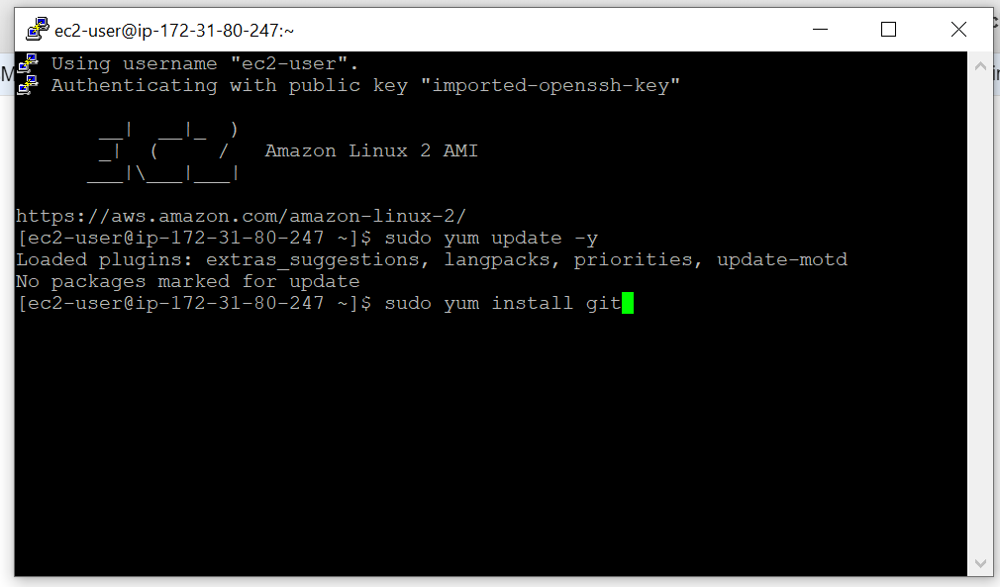 ec2-user@ip-172-31-80-247:~
Using username "ec2-user".
Authenticating with public key "imported-openssh-key"
       __|  __|_  )
       _|  (     /   Amazon Linux 2 AMI
      ___|\___|___|
https://aws.amazon.com/amazon-linux-2/
[ec2-user@ip-172-31-80-247 ~]$ sudo yum update -y
Loaded plugins: extras_suggestions, langpacks, priorities, update-motd
No packages marked for update
[ec2-user@ip-172-31-80-247 ~]$ sudo yum install git